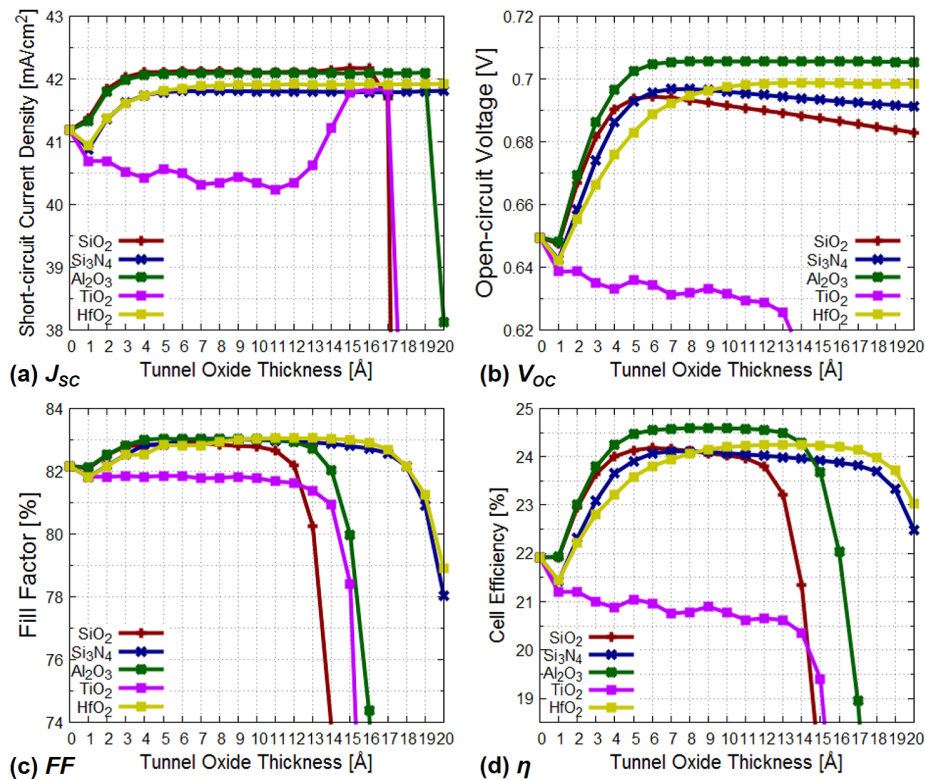 43
42
41
40
39
38
Short-circuit Current Density [mA/cm²]
SiO₂
Si₃N₄
Al₂O₃
TiO₂
HfO₂
0 1 2 3 4 5 6 7 8 9 10 11 12 13 14 15 16 17 18 19 20
Tunnel Oxide Thickness [Å]
(a) JSC
0.72
0.7
0.68
0.66
0.64
0.62
Open-circuit Voltage [V]
SiO₂
Si₃N₄
Al₂O₃
TiO₂
HfO₂
0 1 2 3 4 5 6 7 8 9 10 11 12 13 14 15 16 17 18 19 20
Tunnel Oxide Thickness [Å]
(b) VOC
84
82
80
78
76
74
Fill Factor [%]
SiO₂
Si₃N₄
Al₂O₃
TiO₂
HfO₂
0 1 2 3 4 5 6 7 8 9 10 11 12 13 14 15 16 17 18 19 20
Tunnel Oxide Thickness [Å]
(c) FF
25
24
23
22
21
20
19
Cell Efficiency [%]
SiO₂
Si₃N₄
Al₂O₃
TiO₂
HfO₂
0 1 2 3 4 5 6 7 8 9 10 11 12 13 14 15 16 17 18 19 20
Tunnel Oxide Thickness [Å]
(d) η